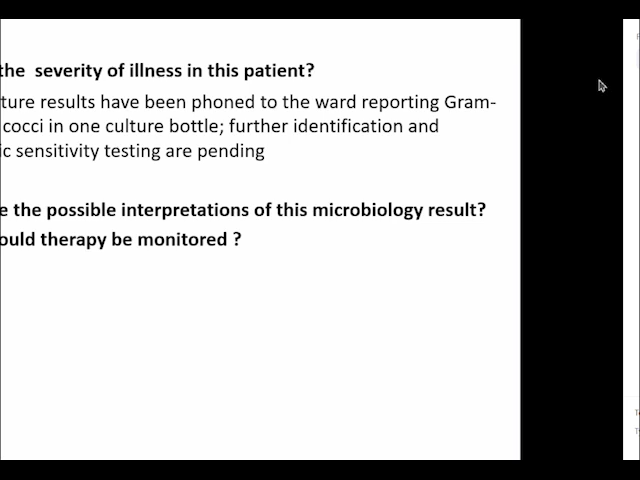 the severity of illness in this patient?
ture results have been phoned to the ward reporting Gram-
cocci in one culture bottle; further identification and
ic sensitivity testing are pending
e the possible interpretations of this microbiology result?
ould therapy be monitored ?